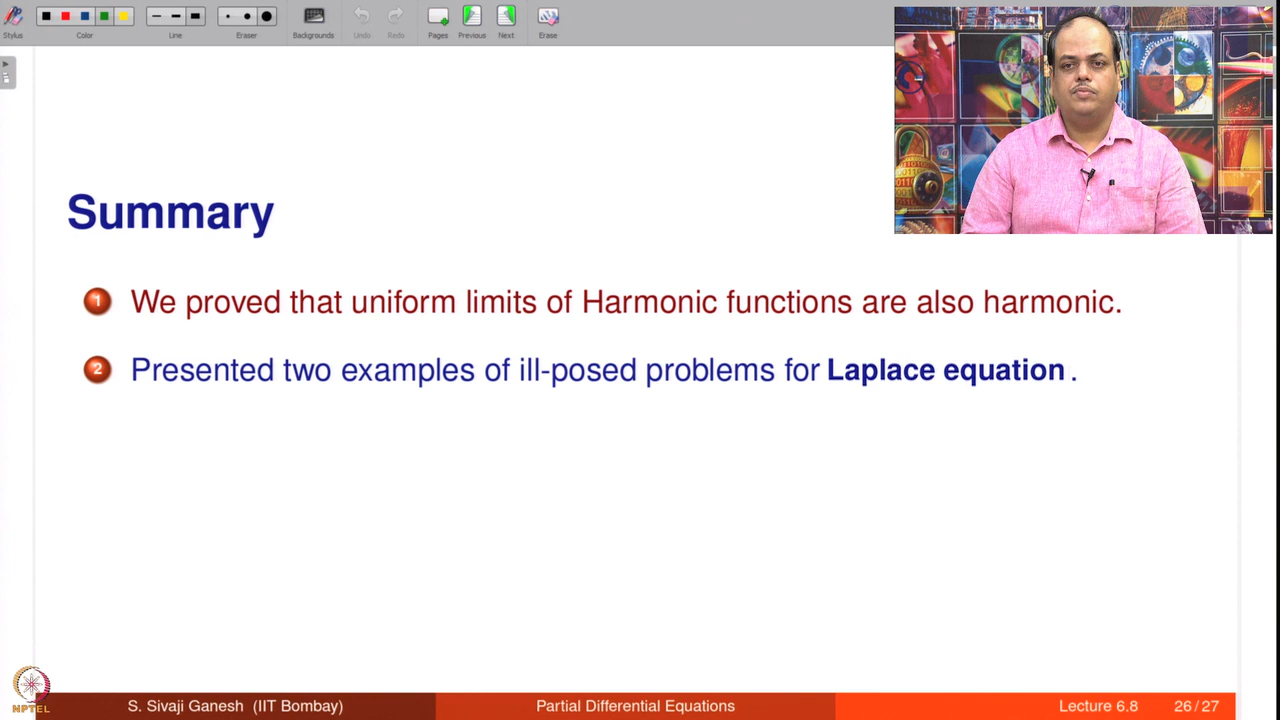 Stylus
Color
Line
Eraser
Backgrounds
Undo
Redo
Pages
Previous
Next
Erase
Summary
1 We proved that uniform limits of Harmonic functions are also harmonic.
2 Presented two examples of ill-posed problems for Laplace equation .
NPTEL
S. Sivaji Ganesh (IIT Bombay) Partial Differential Equations Lecture 6.8 26/27